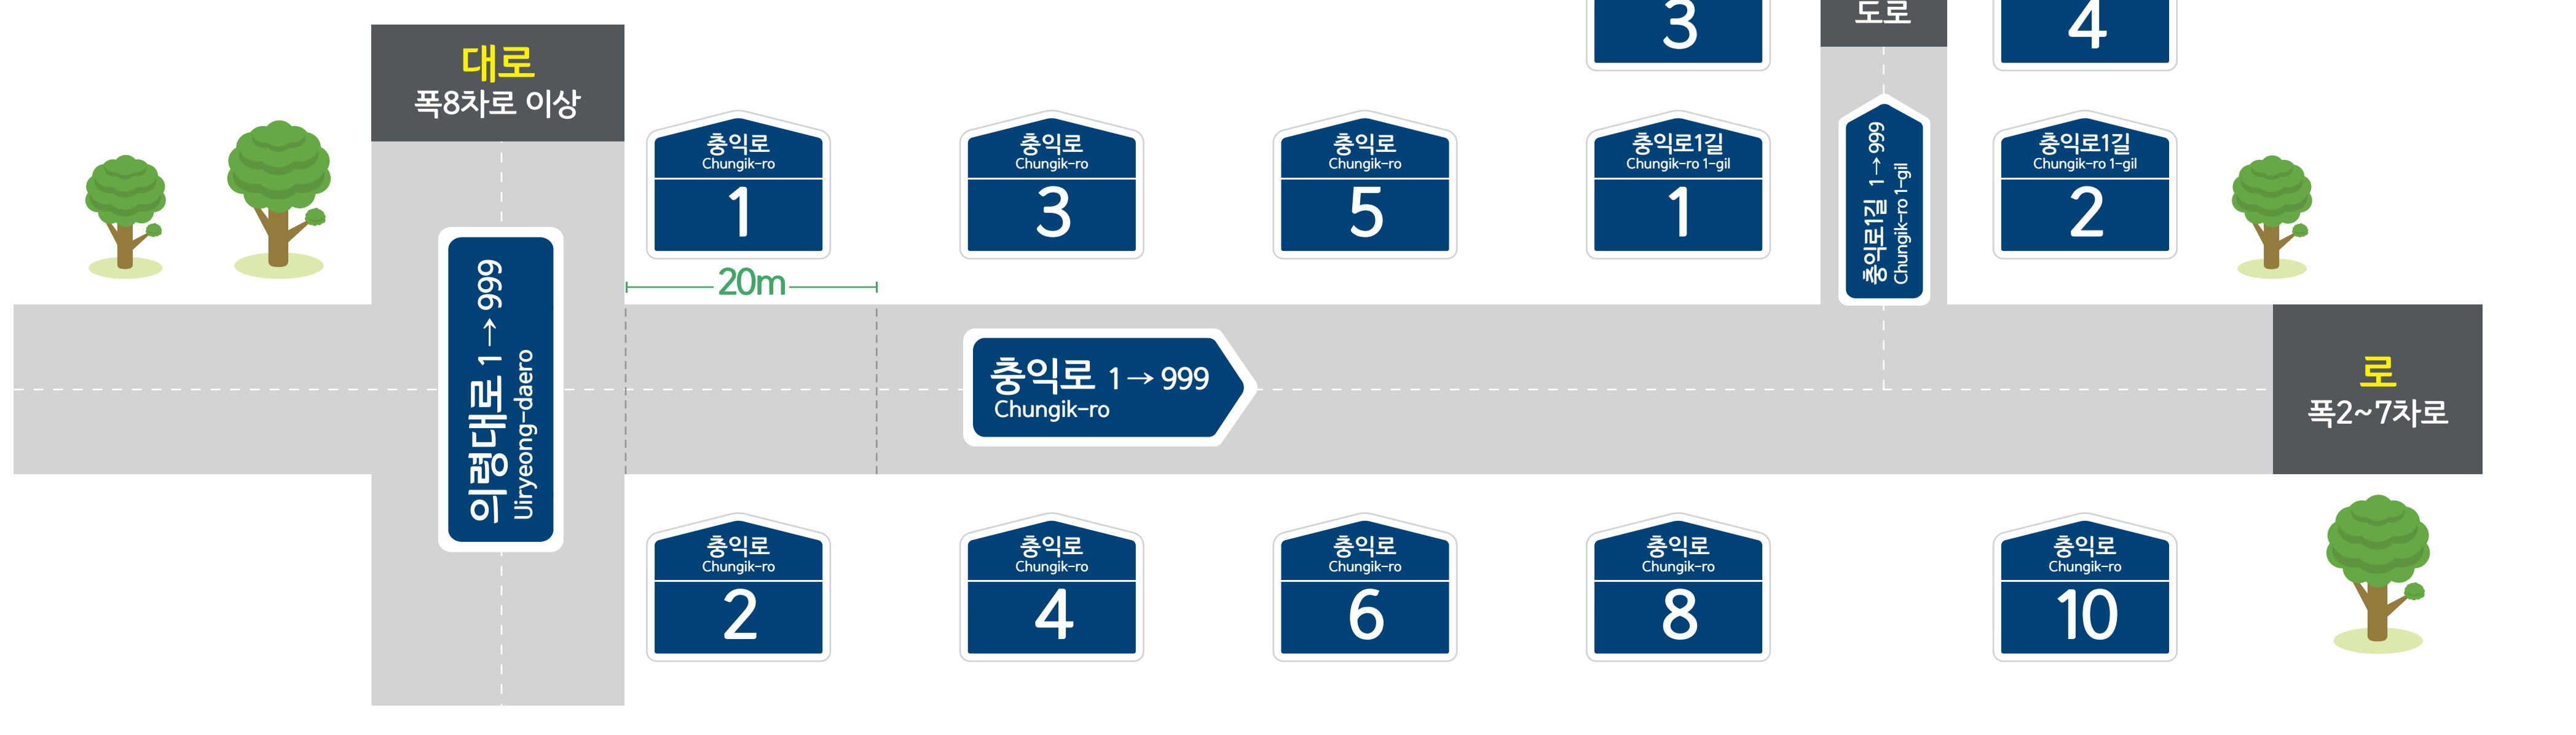 3
도로
4
대로
폭8차로 이상
충익로
Chungik-ro
1
충익로
Chungik-ro
3
충익로
Chungik-ro
5
충익로1길
Chungik-ro 1-gil
1
충익로1길 1→999
Chungik-ro 1-gil
충익로1길
Chungik-ro 1-gil
2
20m
의령대로 1→999
Uiryeong-daero
충익로 1→999
Chungik-ro
로
폭2~7차로
충익로
Chungik-ro
2
충익로
Chungik-ro
4
충익로
Chungik-ro
6
충익로
Chungik-ro
8
충익로
Chungik-ro
10